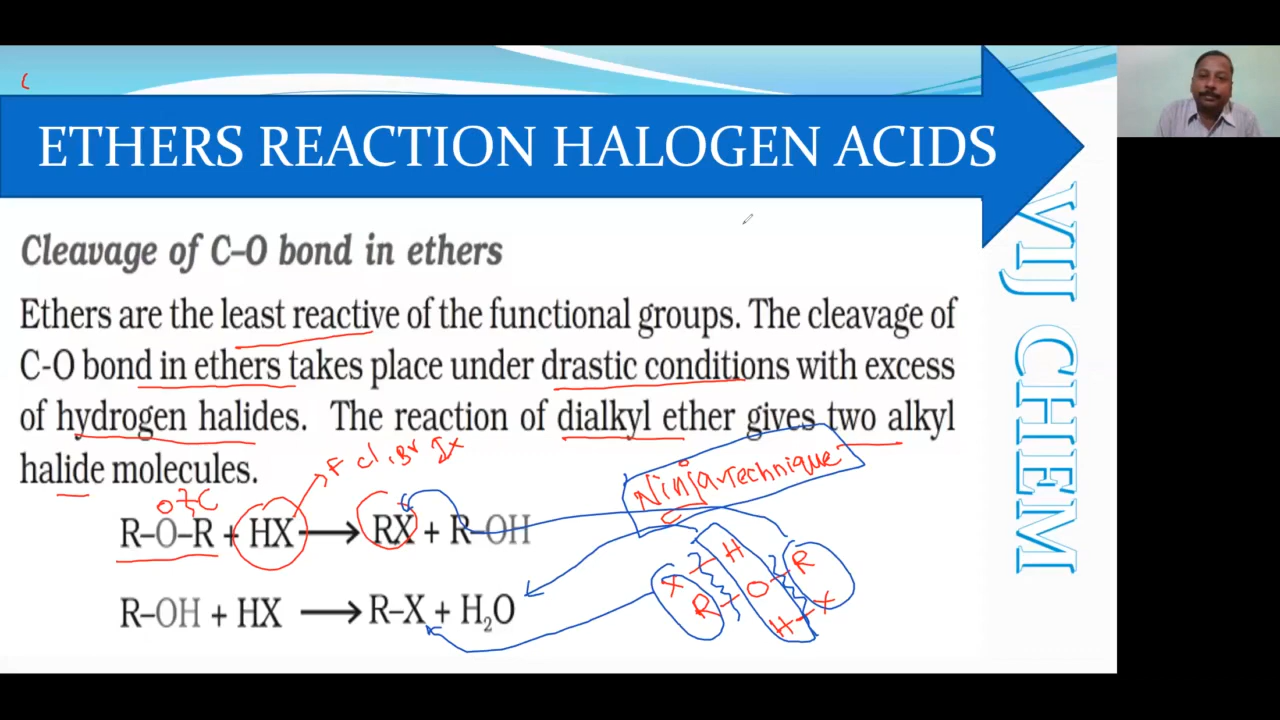 ETHERS REACTION HALOGEN ACIDS
VIJ CHEM
Cleavage of C–O bond in ethers
Ethers are the least reactive of the functional groups. The cleavage of
C-O bond in ethers takes place under drastic conditions with excess
of hydrogen halides. The reaction of dialkyl ether gives two alkyl
halide molecules.
F Cl, Br Ix
Ninja Technique
O C
R–O–R + HX ⟶ RX + R–OH
X – H
R – O – R
H – X
R–OH + HX ⟶ R–X + H₂O